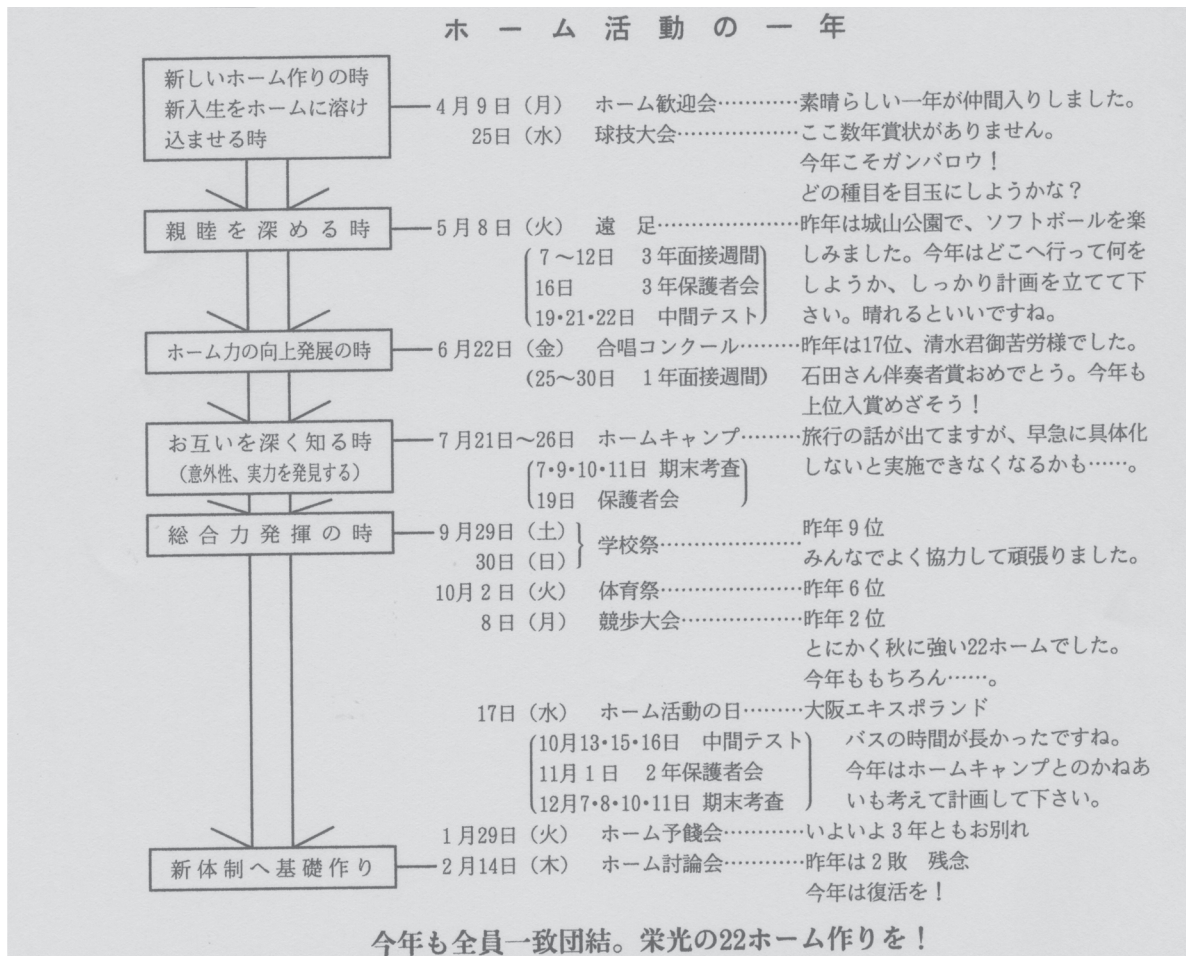 ホーム活動の一年
新しいホーム作りの時
新入生をホームに溶け
込ませる時
4月9日（月） ホーム歓迎会…………素晴らしい一年が仲間入りしました。
25日（水） 球技大会………………ここ数年賞状がありません。
今年こそガンバロウ！
どの種目を目玉にしようかな？
親睦を深める時
5月8日（火） 遠 足…………………昨年は城山公園で、ソフトボールを楽
しみました。今年はどこへ行って何を
しようか、しっかり計画を立てて下
さい。晴れるといいですね。
（7～12日 3年面接週間
16日 3年保護者会
19・21・22日 中間テスト）
ホーム力の向上発展の時
6月22日（金） 合唱コンクール………昨年は17位、清水君御苦労様でした。
（25～30日 1年面接週間） 石田さん伴奏者賞おめでとう。今年も
上位入賞めざそう！
お互いを深く知る時
（意外性、実力を発見する）
7月21日～26日 ホームキャンプ………旅行の話が出てますが、早急に具体化
しないと実施できなくなるかも……。
（7・9・10・11日 期末考査
19日 保護者会）
総合力発揮の時
9月29日（土）
30日（日）} 学校祭…………………昨年9位
みんなでよく協力して頑張りました。
10月2日（火） 体育祭…………………昨年6位
8日（月） 競歩大会………………昨年2位
とにかく秋に強い22ホームでした。
今年ももちろん……。
17日（水） ホーム活動の日………大阪エキスポランド
バスの時間が長かったですね。
今年はホームキャンプとのかねあ
いも考えて計画して下さい。
（10月13・15・16日 中間テスト
11月1日 2年保護者会
12月7・8・10・11日 期末考査）
1月29日（火） ホーム予餞会…………いよいよ3年ともお別れ
新体制へ基礎作り
2月14日（木） ホーム討論会…………昨年は2敗 残念
今年は復活を！
今年も全員一致団結。栄光の22ホーム作りを！